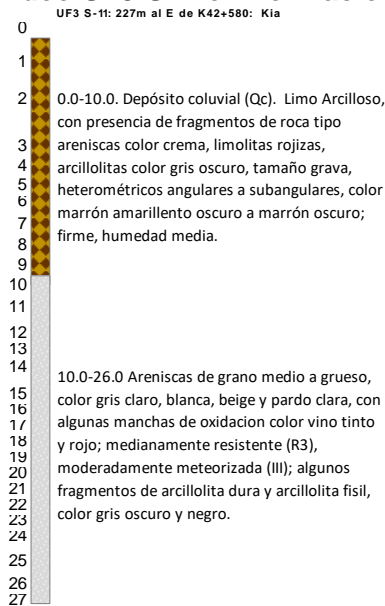 UF3 S-11: 227m al E de K42+580: Kia
0
1
2
3
4
5
6
7
8
9
10
11
12
13
14
15
16
17
18
19
20
21
22
23
24
25
26
27
0.0-10.0. Depósito coluvial (Qc). Limo Arcilloso,
con presencia de fragmentos de roca tipo
areniscas color crema, limolitas rojizas,
arcillolitas color gris oscuro, tamaño grava,
heterométricos angulares a subangulares, color
marrón amarillento oscuro a marrón oscuro;
firme, humedad media.
10.0-26.0 Areniscas de grano medio a grueso,
color gris claro, blanca, beige y pardo clara, con
algunas manchas de oxidacion color vino tinto
y rojo; medianamente resistente (R3),
moderadamente meteorizada (III); algunos
fragmentos de arcillolita dura y arcillolita fisil,
color gris oscuro y negro.